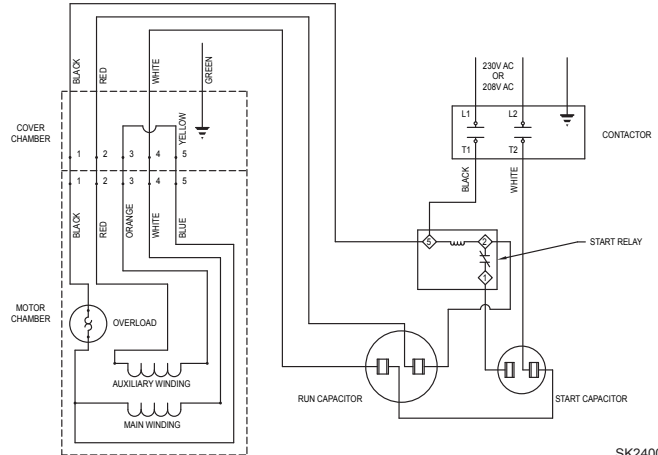 BLACK
RED
WHITE
GREEN
230V AC
OR
208V AC
L1
L2
CONTACTOR
T1
T2
BLACK
WHITE
COVER
CHAMBER
YELLOW
1
2
3
4
5
1
2
3
4
5
BLACK
RED
ORANGE
WHITE
BLUE
5
2
1
START RELAY
MOTOR
CHAMBER
OVERLOAD
AUXILIARY WINDING
MAIN WINDING
RUN CAPACITOR
START CAPACITOR